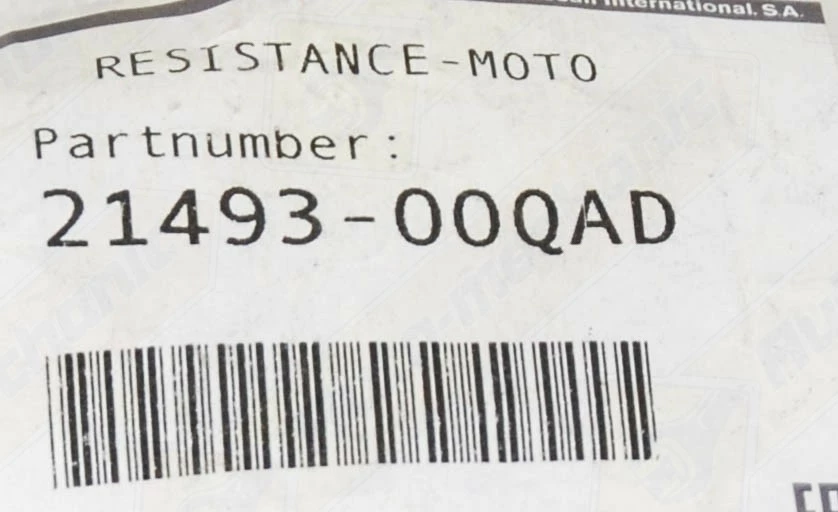 International. S.A.
RESISTANCE-MOTO
Partnumber:
21493-00QAD